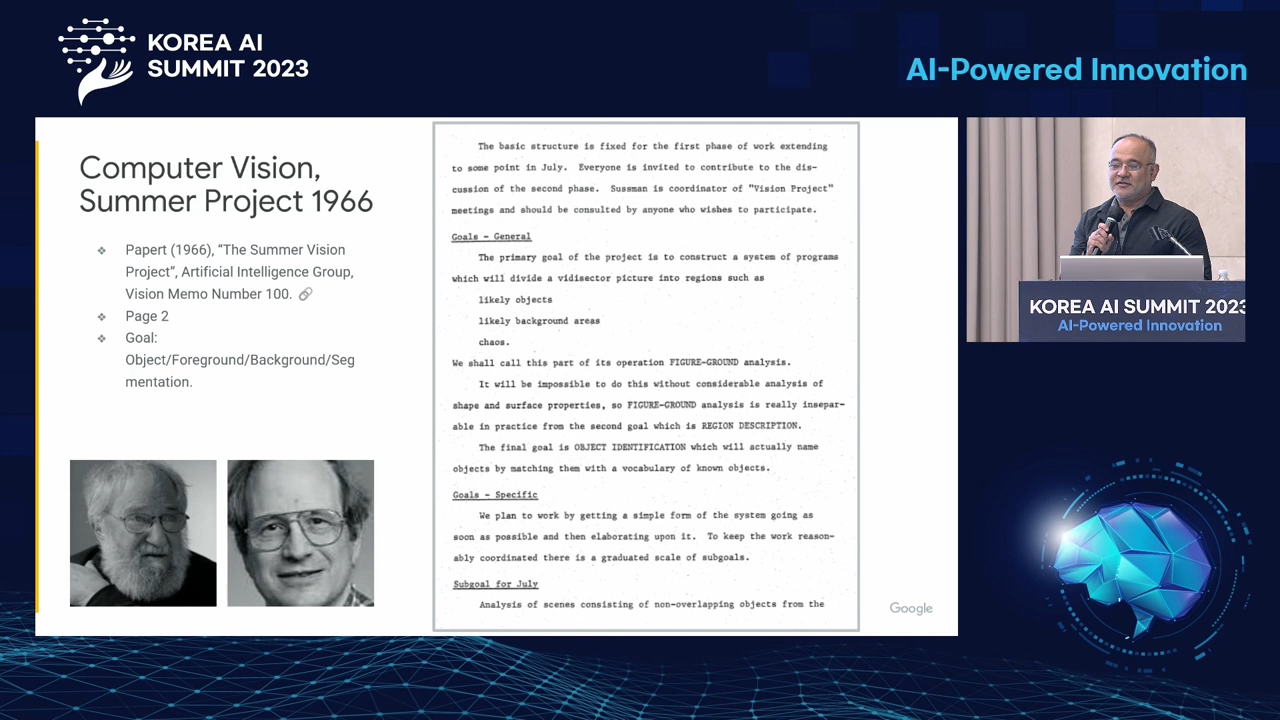 KOREA AI
SUMMIT 2023
AI-Powered Innovation
Computer Vision,
Summer Project 1966
❖ Papert (1966), “The Summer Vision
Project”, Artificial Intelligence Group,
Vision Memo Number 100.
❖ Page 2
❖ Goal:
Object/Foreground/Background/Seg
mentation.
The basic structure is fixed for the first phase of work extending
to some point in July. Everyone is invited to contribute to the dis-
cussion of the second phase. Sussman is coordinator of "Vision Project"
meetings and should be consulted by anyone who wishes to participate.
Goals - General
The primary goal of the project is to construct a system of programs
which will divide a vidisector picture into regions such as
likely objects
likely background areas
chaos.
We shall call this part of its operation FIGURE-GROUND analysis.
It will be impossible to do this without considerable analysis of
shape and surface properties, so FIGURE-GROUND analysis is really insepar-
able in practice from the second goal which is REGION DESCRIPTION.
The final goal is OBJECT IDENTIFICATION which will actually name
objects by matching them with a vocabulary of known objects.
Goals - Specific
We plan to work by getting a simple form of the system going as
soon as possible and then elaborating upon it. To keep the work reason-
ably coordinated there is a graduated scale of subgoals.
Subgoal for July
Analysis of scenes consisting of non-overlapping objects from the
Google
KOREA AI SUMMIT 2023
AI-Powered Innovation